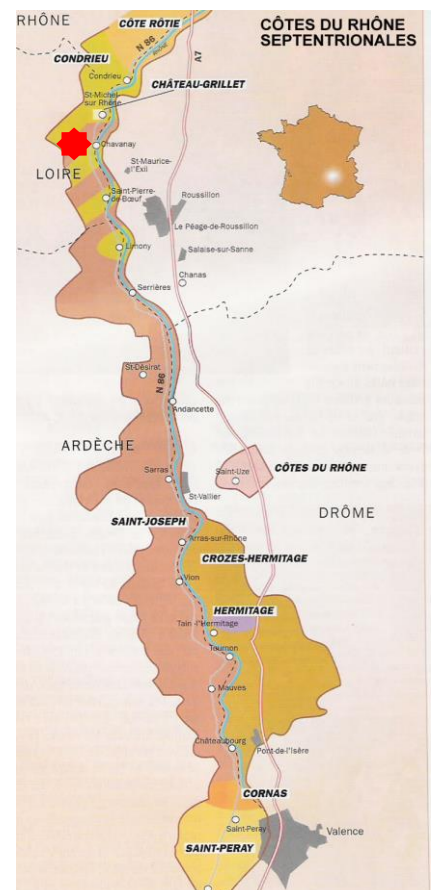 RHÔNE
CÔTE RÔTIE
CÔTES DU RHÔNE
SEPTENTRIONALES
N 86
RHÔNE
A7
CONDRIEU
Condrieu
CHÂTEAU-GRILLET
St-Michel
sur Rhône
Chavanay
St-Maurice-
l'Exil
LOIRE
Saint-Pierre-
de-Bœuf
Roussillon
Le Péage-de-Roussillon
Limony
Salaise-sur-Sanne
Chanas
Serrières
St-Désirat
N 86
Andancette
ARDÈCHE
Sarras
Saint-Uze
CÔTES DU RHÔNE
St-Vallier
DRÔME
SAINT-JOSEPH
Arras-sur-Rhône
CROZES-HERMITAGE
Vion
HERMITAGE
Tain -l'Hermitage
Tournon
Mauves
Châteaubourg
Pont-de-l'Isère
CORNAS
Saint-Peray
Valence
SAINT-PERAY